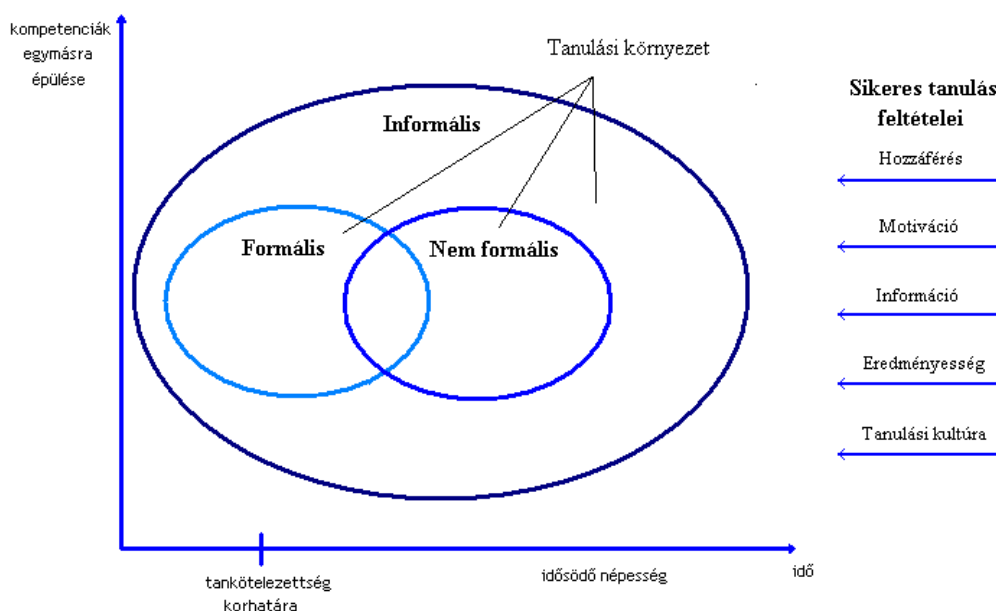 kompetenciák
egymásra
épülése
Tanulási környezet
Informális
Formális
Nem formális
Sikeres tanulás
feltételei
Hozzáférés
Motiváció
Információ
Eredményesség
Tanulási kultúra
tankötelezettség
korhatára
idősödő népesség
idő